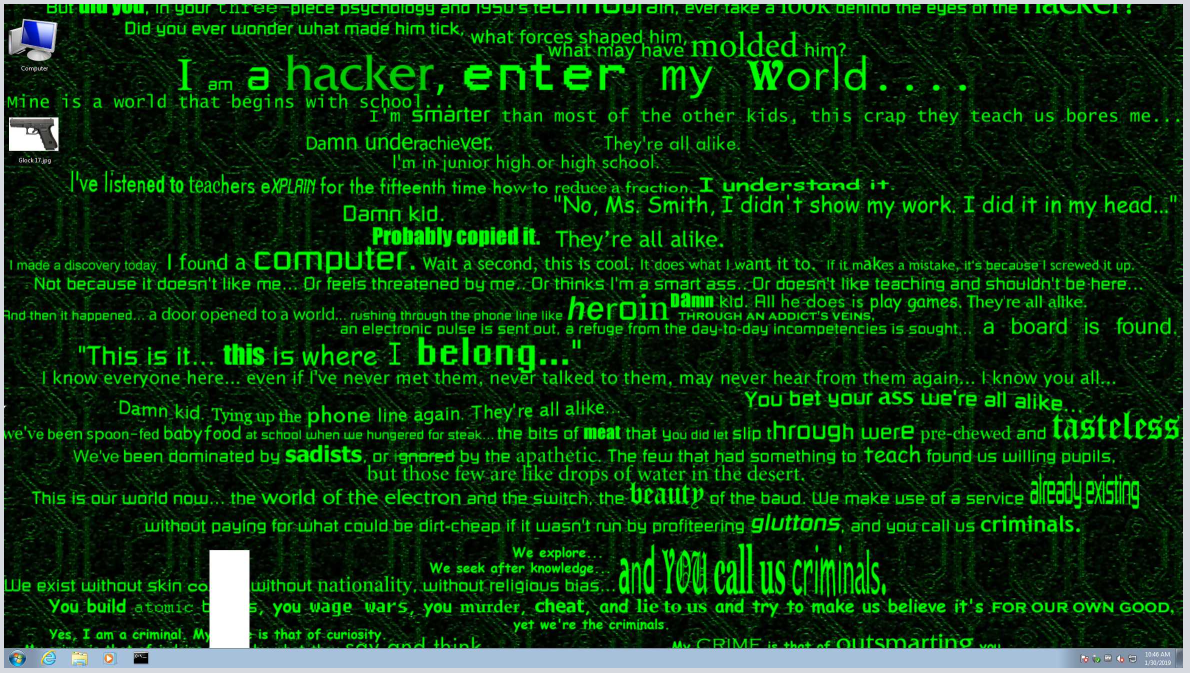 But did you, in your three-piece psychology and 1950's technobrain, ever take a look behind the eyes of the hacker?
Did you ever wonder what made him tick, what forces shaped him,
what may have molded him?
Computer
I am a hacker, enter my World....
Mine is a world that begins with school...
I'm smarter than most of the other kids, this crap they teach us bores me...
Glock 17.jpg
Damn underachiever. They're all alike.
I'm in junior high or high school.
I've listened to teachers eXPLAIN for the fifteenth time how to reduce a fraction. I understand it.
"No, Ms. Smith, I didn't show my work. I did it in my head..."
Damn kid.
Probably copied it. They're all alike.
I made a discovery today. I found a computer. Wait a second, this is cool. It does what I want it to. If it makes a mistake, it's because I screwed it up.
Not because it doesn't like me... Or feels threatened by me.. Or thinks I'm a smart ass.. Or doesn't like teaching and shouldn't be here...
Damn kid. All he does is play games. They're all alike.
And then it happened... a door opened to a world... rushing through the phone line like heroin THROUGH AN ADDICT'S VEINS,
an electronic pulse is sent out, a refuge from the day-to-day incompetencies is sought... a board is found.
"This is it... this is where I belong..."
I know everyone here... even if I've never met them, never talked to them, may never hear from them again... I know you all...
Damn kid. Tying up the phone line again. They're all alike...
You bet your ass we're all alike...
we've been spoon-fed baby food at school when we hungered for steak... the bits of meat that you did let slip through were pre-chewed and tasteless
We've been dominated by sadists, or ignored by the apathetic. The few that had something to teach found us willing pupils,
but those few are like drops of water in the desert.
This is our world now... the world of the electron and the switch, the beauty of the baud. We make use of a service already existing
without paying for what could be dirt-cheap if it wasn't run by profiteering gluttons, and you call us criminals.
We explore...
We seek after knowledge... and YOU call us criminals.
We exist without skin co without nationality, without religious bias...
You build atomic b s, you wage wars, you murder, cheat, and lie to us and try to make us believe it's FOR OUR OWN GOOD,
yet we're the criminals.
Yes, I am a criminal. My e is that of curiosity.
say and think
My CRIME is that of outsmarting you
10:46 AM
1/30/2019